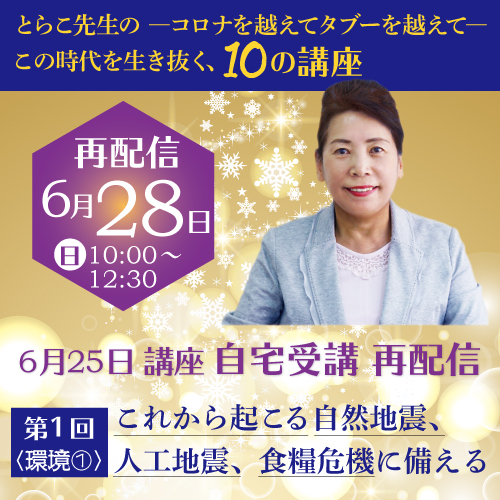 とらこ先生の ―コロナを越えてタブーを越えて―
この時代を生き抜く、10の講座
再配信
6月28日
日 10:00～
12:30
6月25日 講座 自宅受講 再配信
第1回
〈環境①〉
これから起こる自然地震、
人工地震、食糧危機に備える